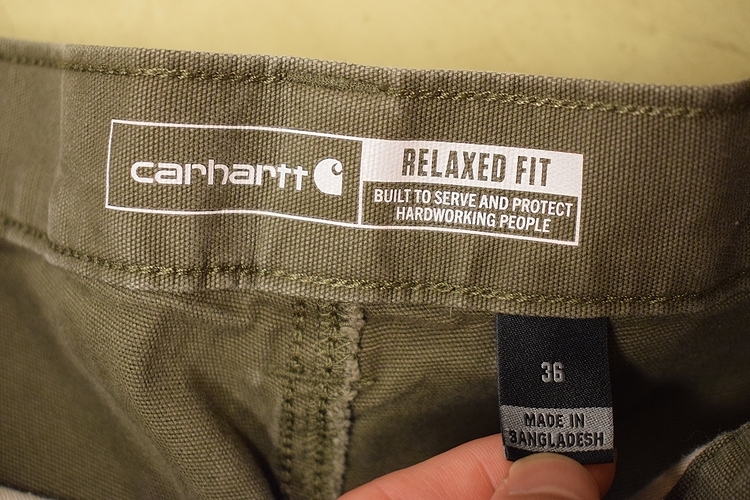 carhartt
RELAXED FIT
BUILT TO SERVE AND PROTECT
HARDWORKING PEOPLE
36
MADE IN
BANGLADESH